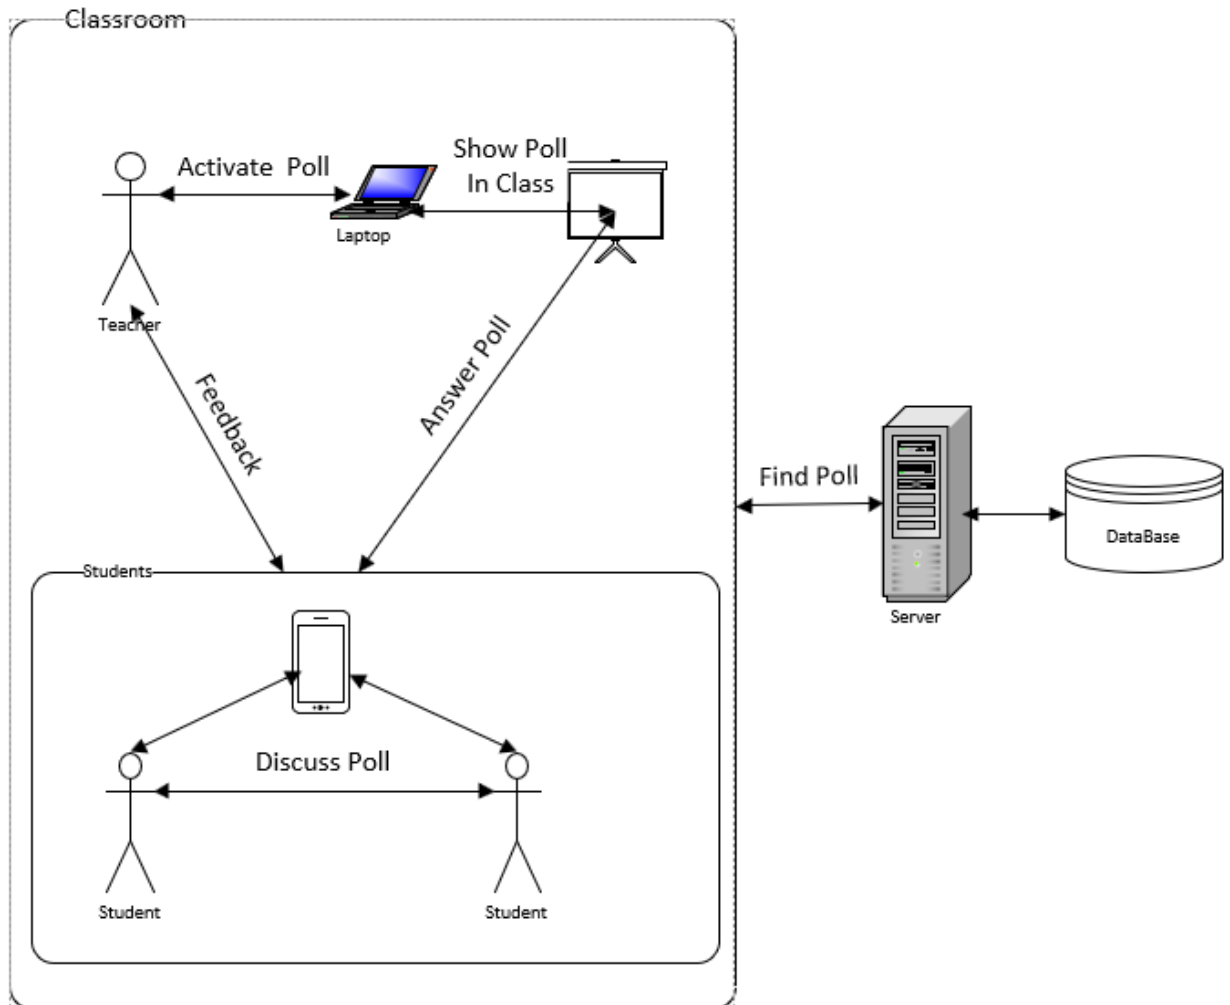 Classroom
Activate Poll
Show Poll
In Class
Laptop
Teacher
Feedback
Answer Poll
Find Poll
Server
DataBase
Students
Discuss Poll
Student
Student